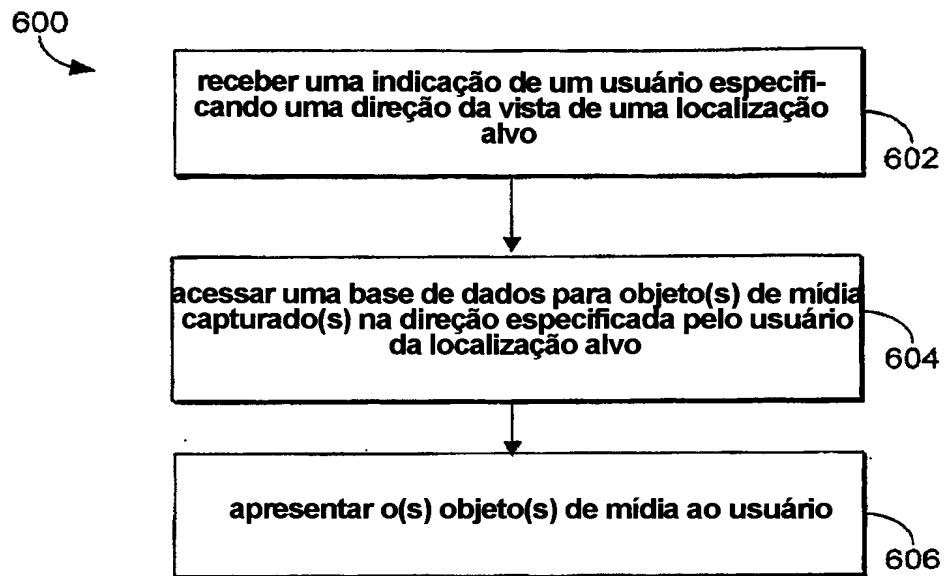 600
receber uma indicação de um usuário especifi-
cando uma direção da vista de uma localização
alvo
602
acessar uma base de dados para objeto(s) de mídia
capturado(s) na direção especificada pelo usuário
da localização alvo
604
apresentar o(s) objeto(s) de mídia ao usuário
606